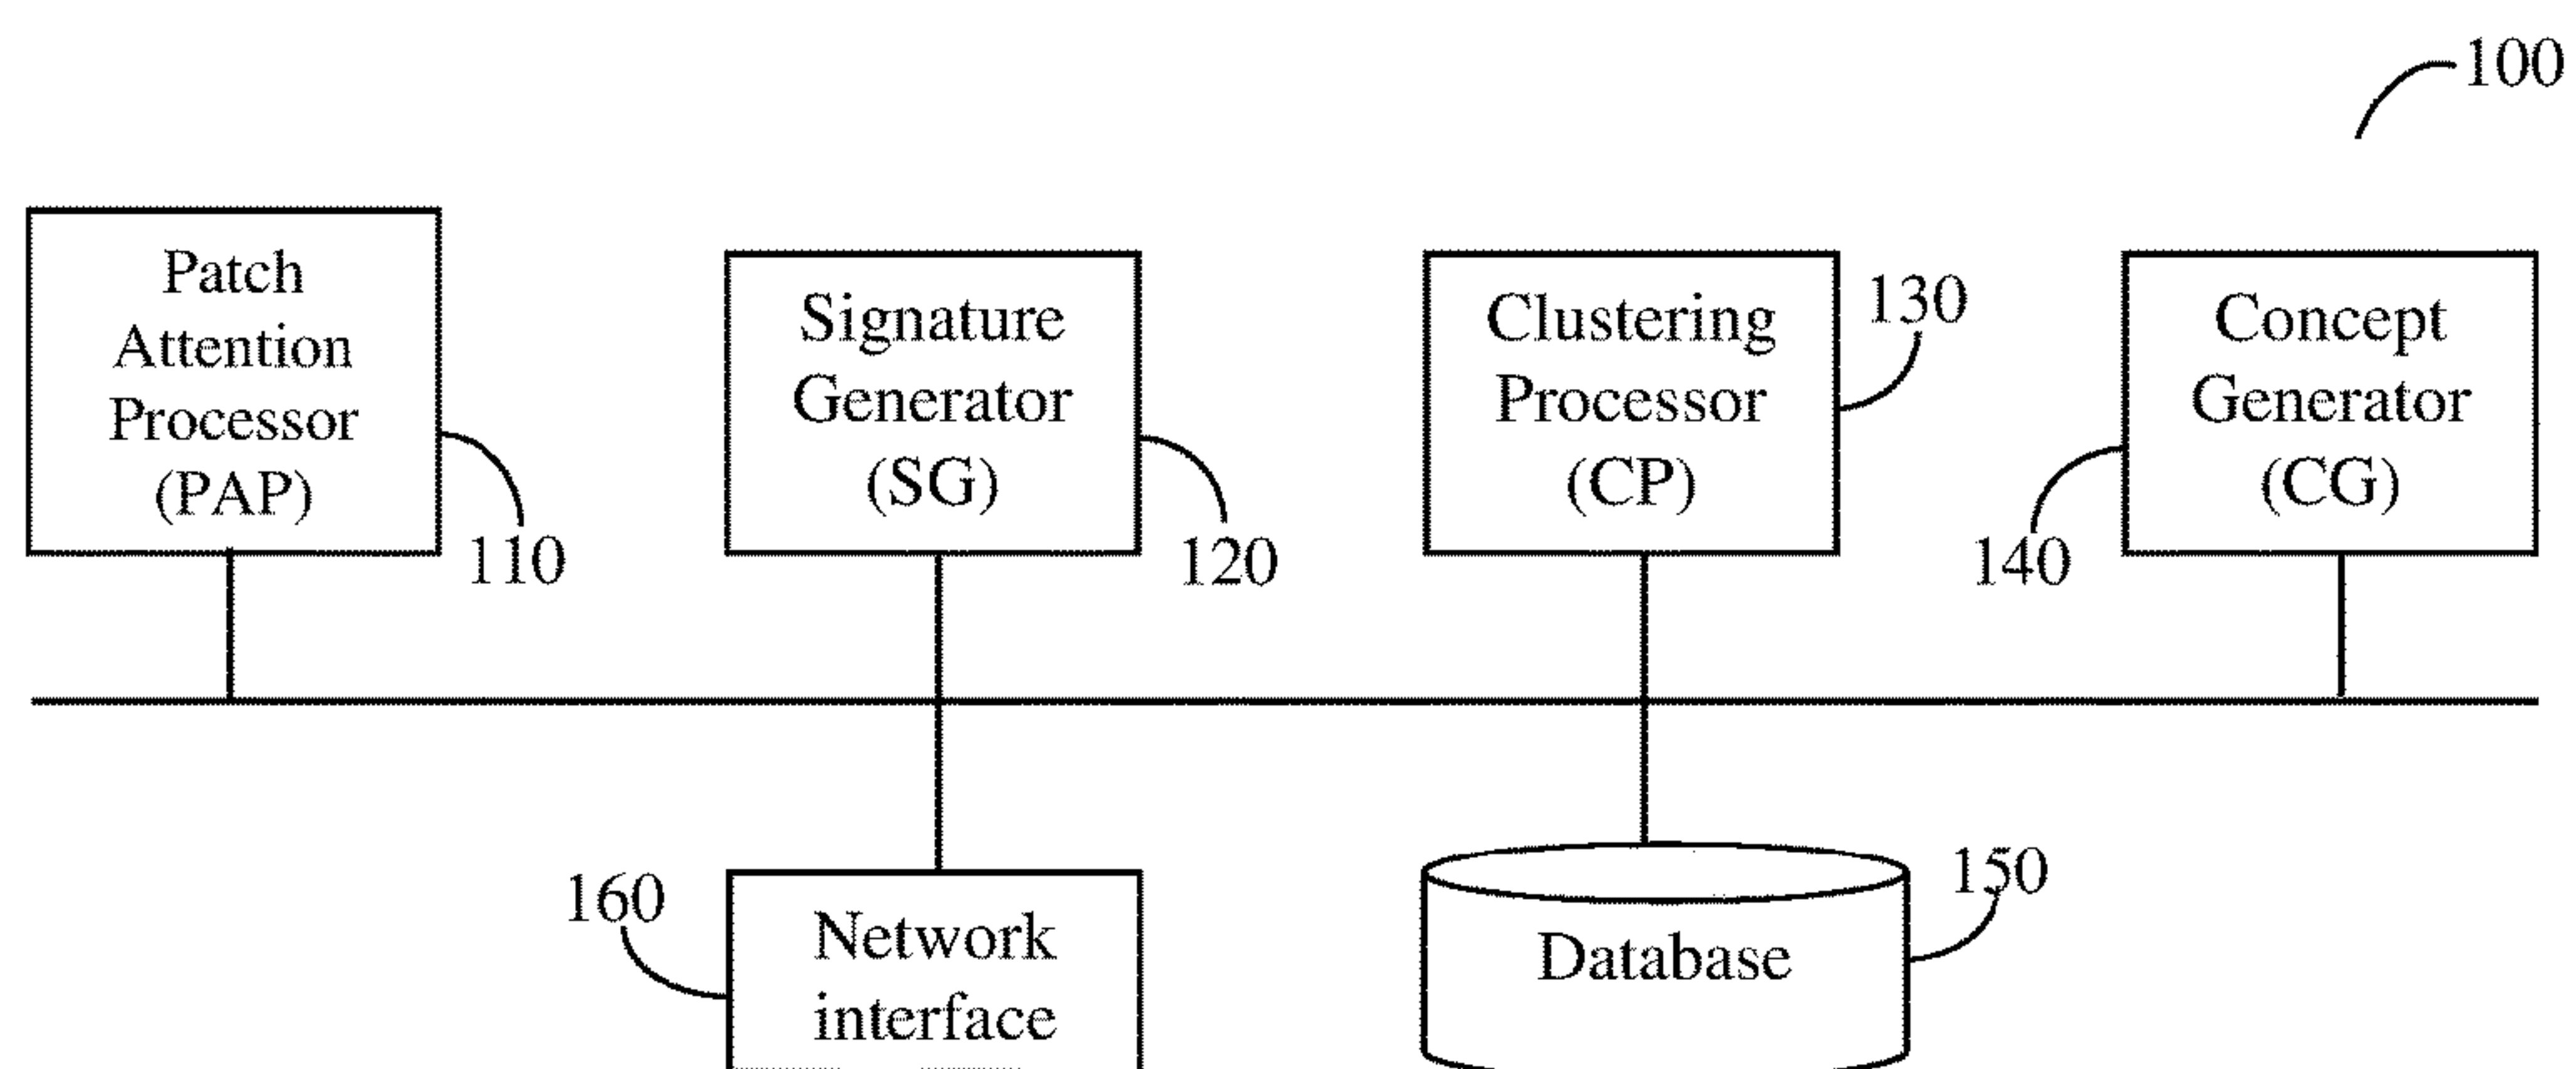 100
Patch
Attention
Processor
(PAP)
110
Signature
Generator
(SG)
120
Clustering
Processor
(CP)
130
Concept
Generator
(CG)
140
160
Network
interface
Database
150